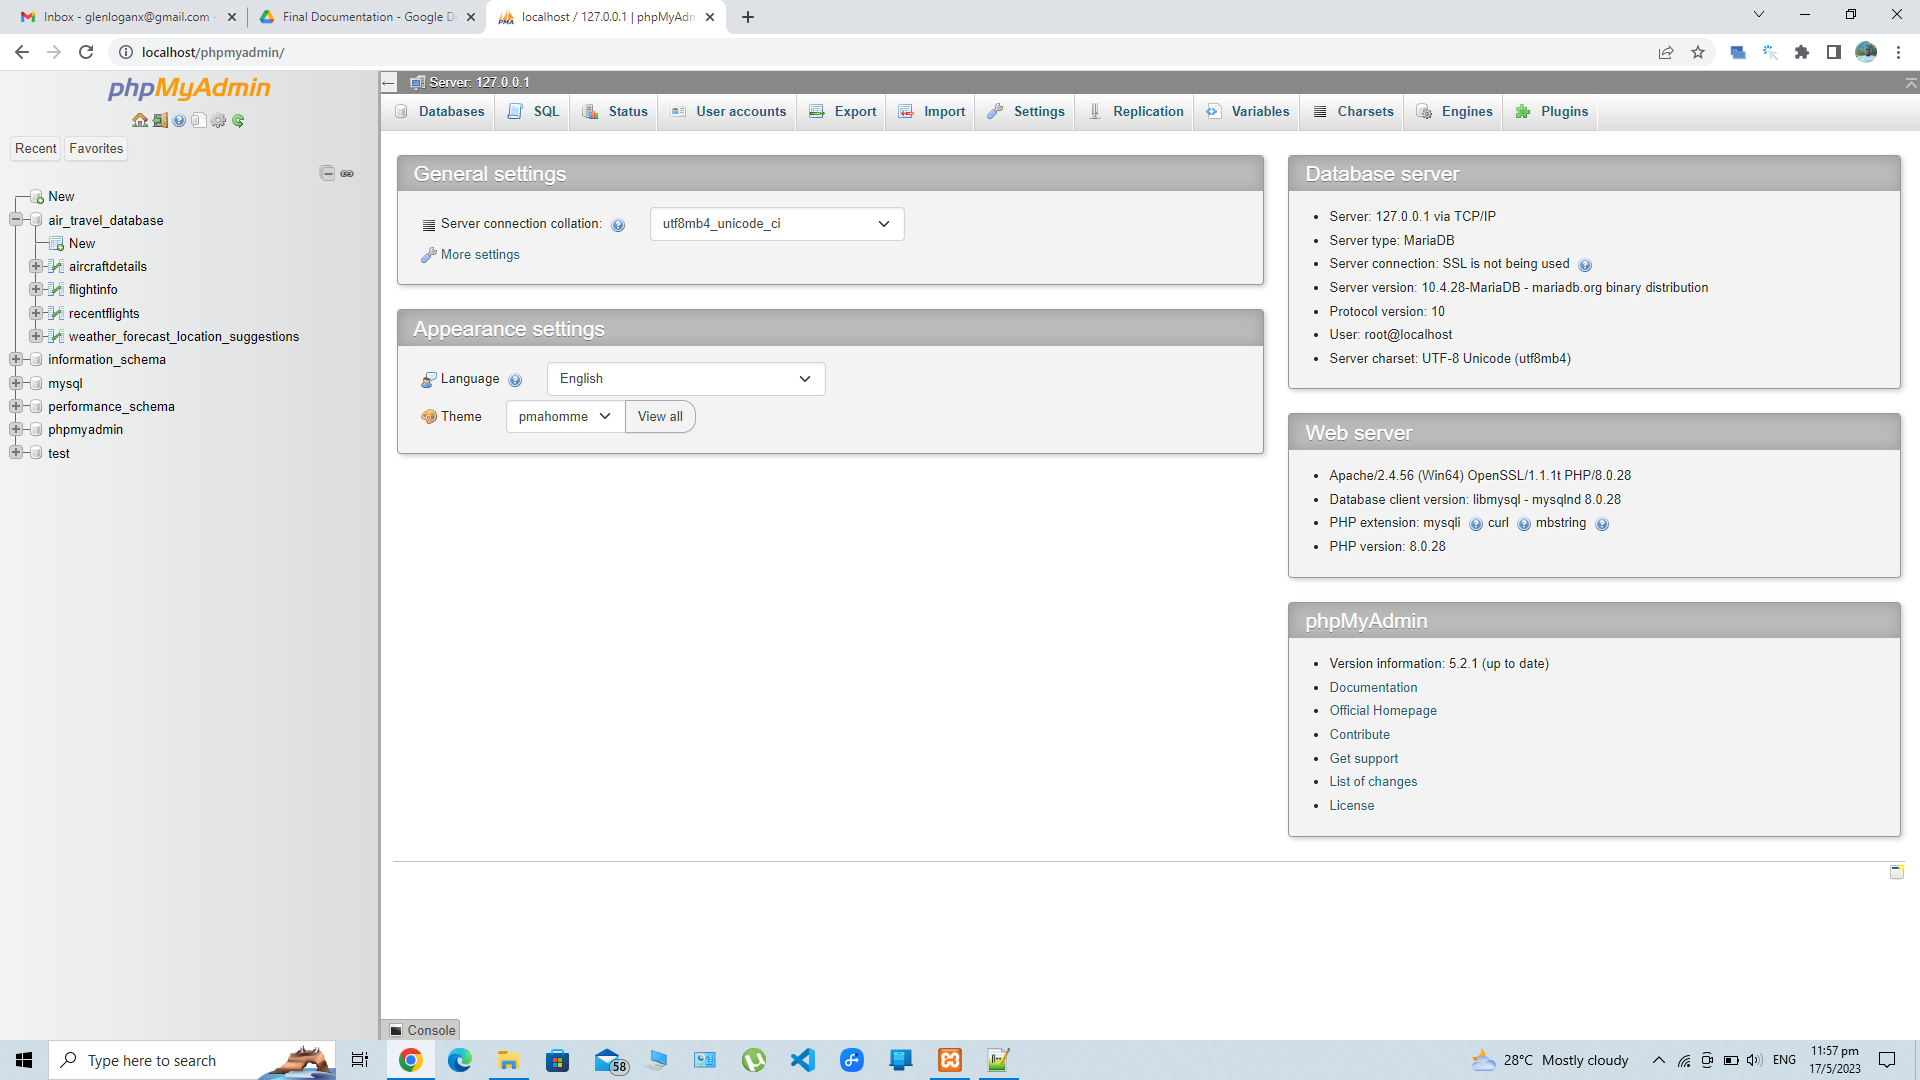 Inbox - glenloganx@gmail.com -
Final Documentation - Google Dr
localhost / 127.0.0.1 | phpMyAdm
localhost/phpmyadmin/
phpMyAdmin
Recent
Favorites
New
air_travel_database
New
aircraftdetails
flightinfo
recentflights
weather_forecast_location_suggestions
information_schema
mysql
performance_schema
phpmyadmin
test
Server: 127.0.0.1
Databases
SQL
Status
User accounts
Export
Import
Settings
Replication
Variables
Charsets
Engines
Plugins
General settings
Server connection collation:
utf8mb4_unicode_ci
More settings
Appearance settings
Language
English
Theme
pmahomme
View all
Database server
Server: 127.0.0.1 via TCP/IP
Server type: MariaDB
Server connection: SSL is not being used
Server version: 10.4.28-MariaDB - mariadb.org binary distribution
Protocol version: 10
User: root@localhost
Server charset: UTF-8 Unicode (utf8mb4)
Web server
Apache/2.4.56 (Win64) OpenSSL/1.1.1t PHP/8.0.28
Database client version: libmysql - mysqlnd 8.0.28
PHP extension: mysqli curl mbstring
PHP version: 8.0.28
phpMyAdmin
Version information: 5.2.1 (up to date)
Documentation
Official Homepage
Contribute
Get support
List of changes
License
Console
Type here to search
58
28°C Mostly cloudy
ENG
11:57 pm
17/5/2023